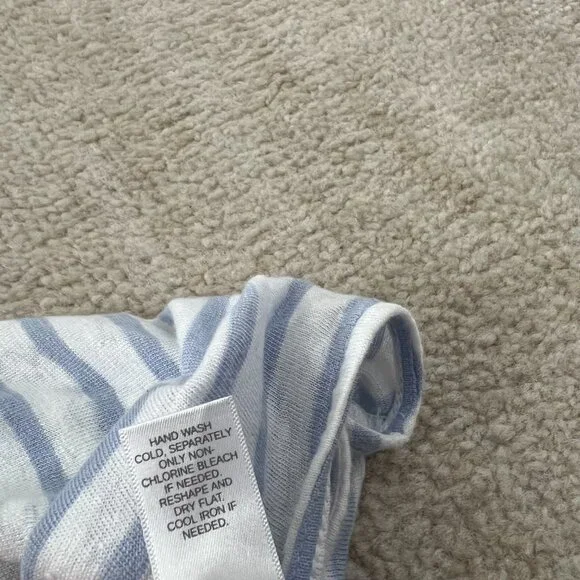 HAND WASH
COLD, SEPARATELY
ONLY NON-
CHLORINE BLEACH
IF NEEDED.
RESHAPE AND
DRY FLAT.
COOL IRON IF
NEEDED.